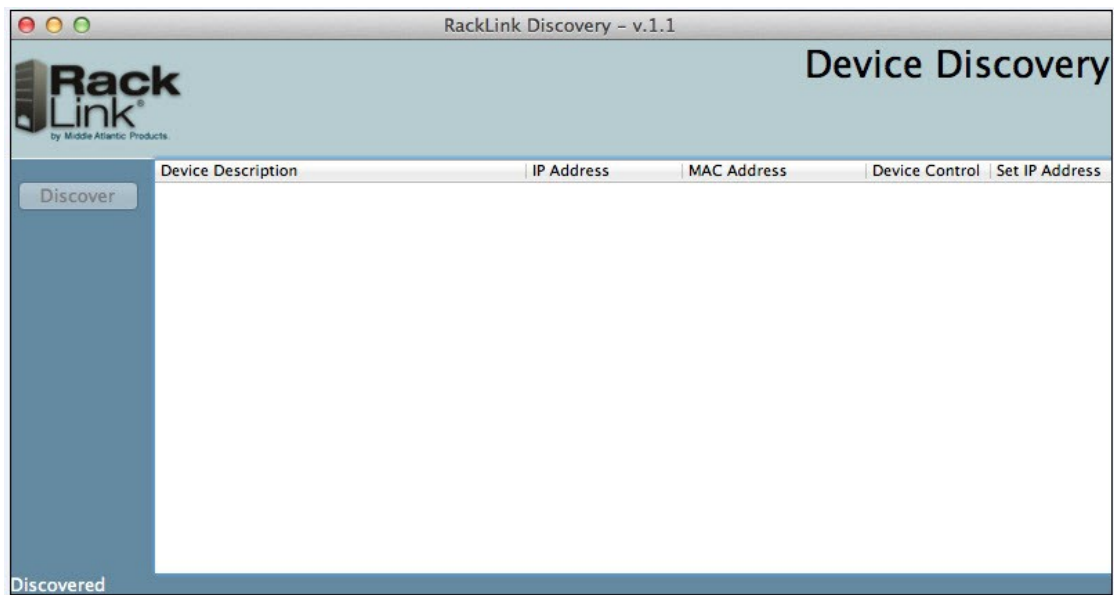 RackLink Discovery – v.1.1
Device Discovery
Rack
Link®
by Middle Atlantic Products.
Device Description IP Address MAC Address Device Control Set IP Address
Discover
Discovered